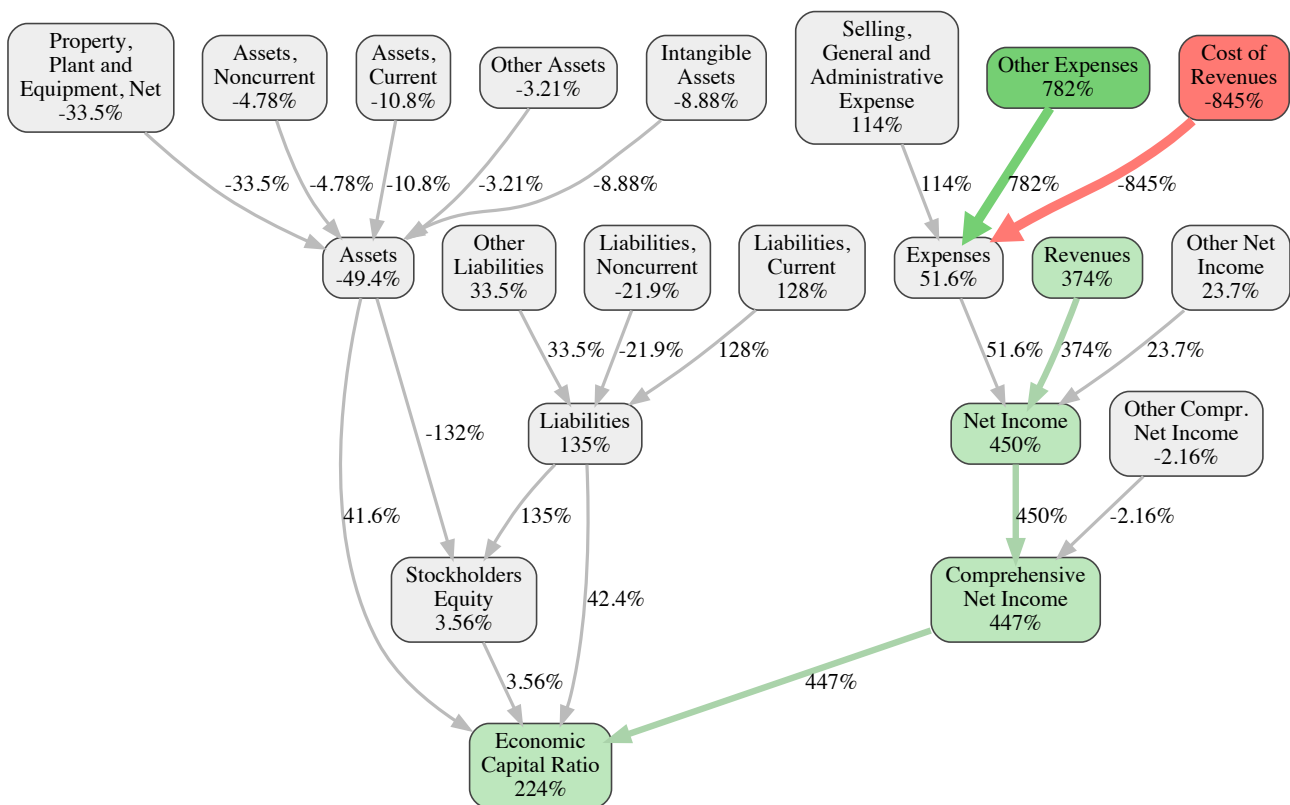 Property,
Plant and
Equipment, Net
-33.5%
Assets,
Noncurrent
-4.78%
Assets,
Current
-10.8%
Other Assets
-3.21%
Intangible
Assets
-8.88%
Selling,
General and
Administrative
Expense
114%
Other Expenses
782%
Cost of
Revenues
-845%
-33.5%
-4.78%
-10.8%
-3.21%
-8.88%
114%
782%
-845%
Assets
-49.4%
Other
Liabilities
33.5%
Liabilities,
Noncurrent
-21.9%
Liabilities,
Current
128%
Expenses
51.6%
Revenues
374%
Other Net
Income
23.7%
33.5%
-21.9%
128%
51.6%
374%
23.7%
Liabilities
135%
Net Income
450%
Other Compr.
Net Income
-2.16%
-132%
41.6%
135%
42.4%
450%
-2.16%
Stockholders
Equity
3.56%
Comprehensive
Net Income
447%
3.56%
447%
Economic
Capital Ratio
224%